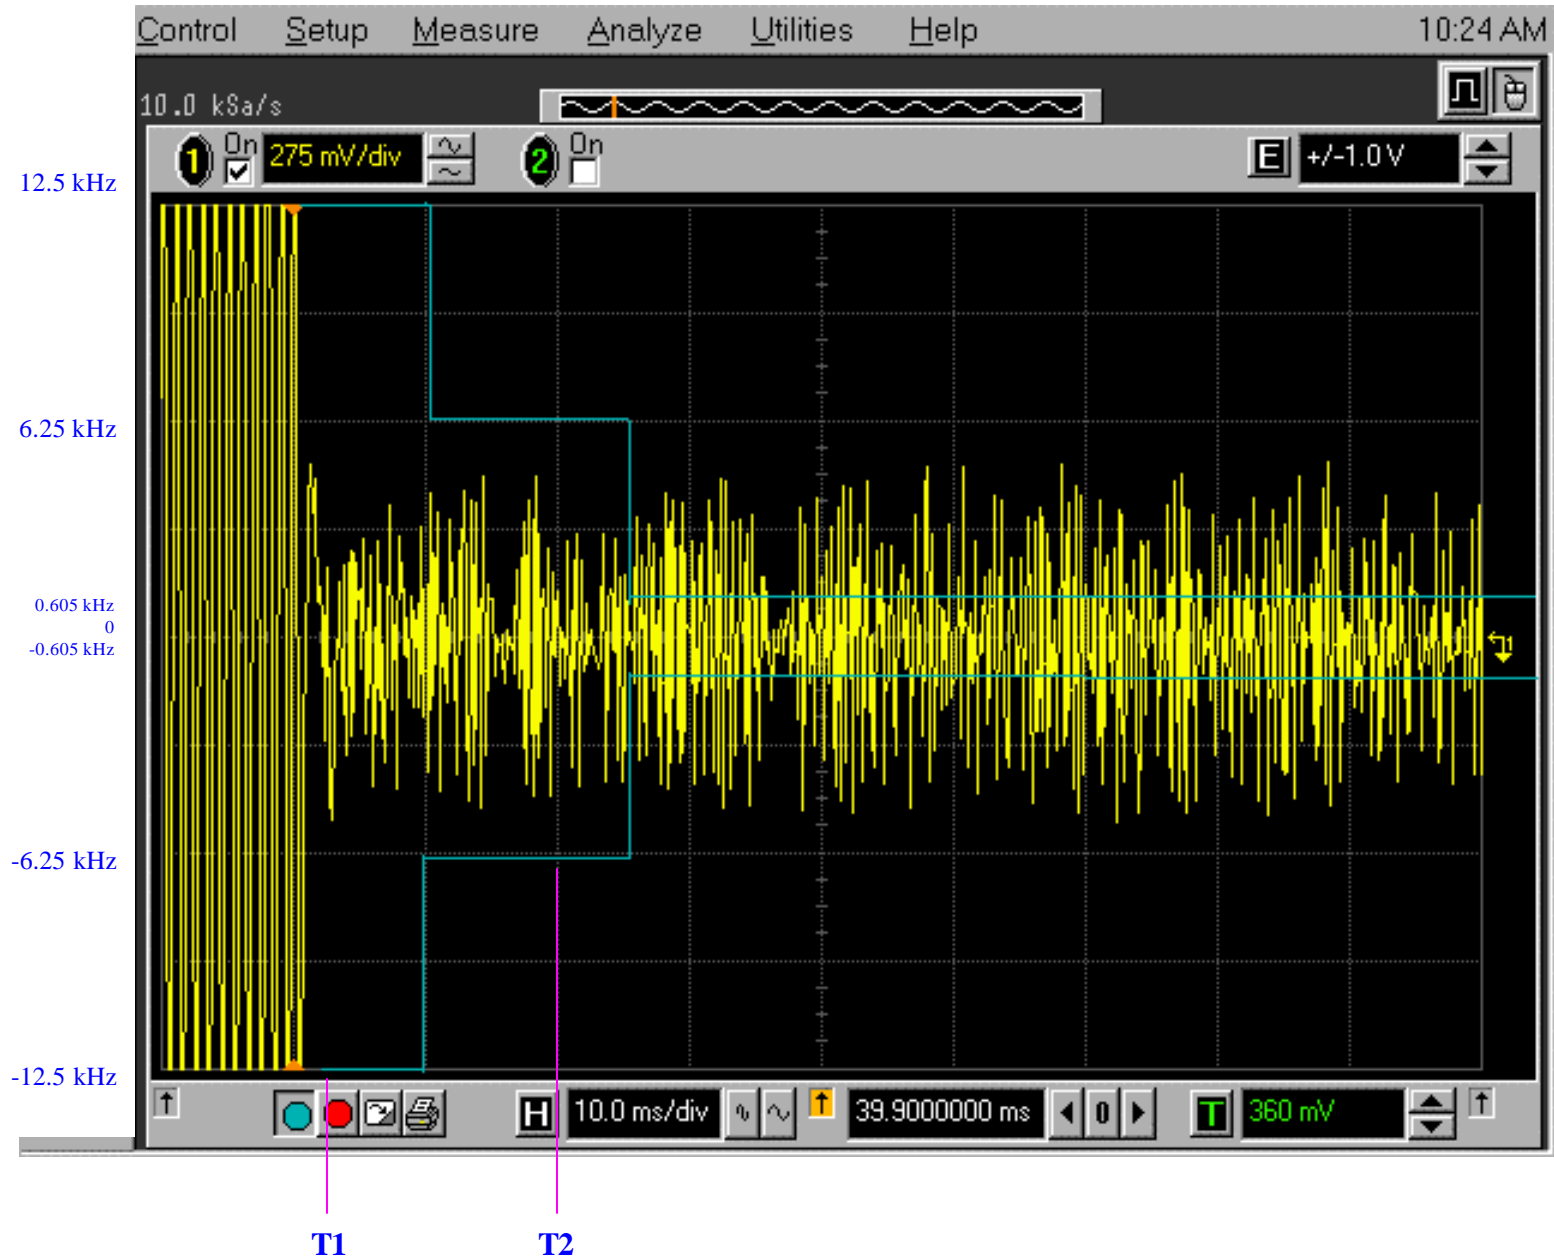 Control Setup Measure Analyze Utilities Help 10:24 AM
10.0 kSa/s
1 On 275 mV/div 2 On E +/-1.0 V
12.5 kHz
6.25 kHz
0.605 kHz
0
-0.605 kHz
1
-6.25 kHz
-12.5 kHz
H 10.0 ms/div 39.9000000 ms 0 T 360 mV
T1 T2